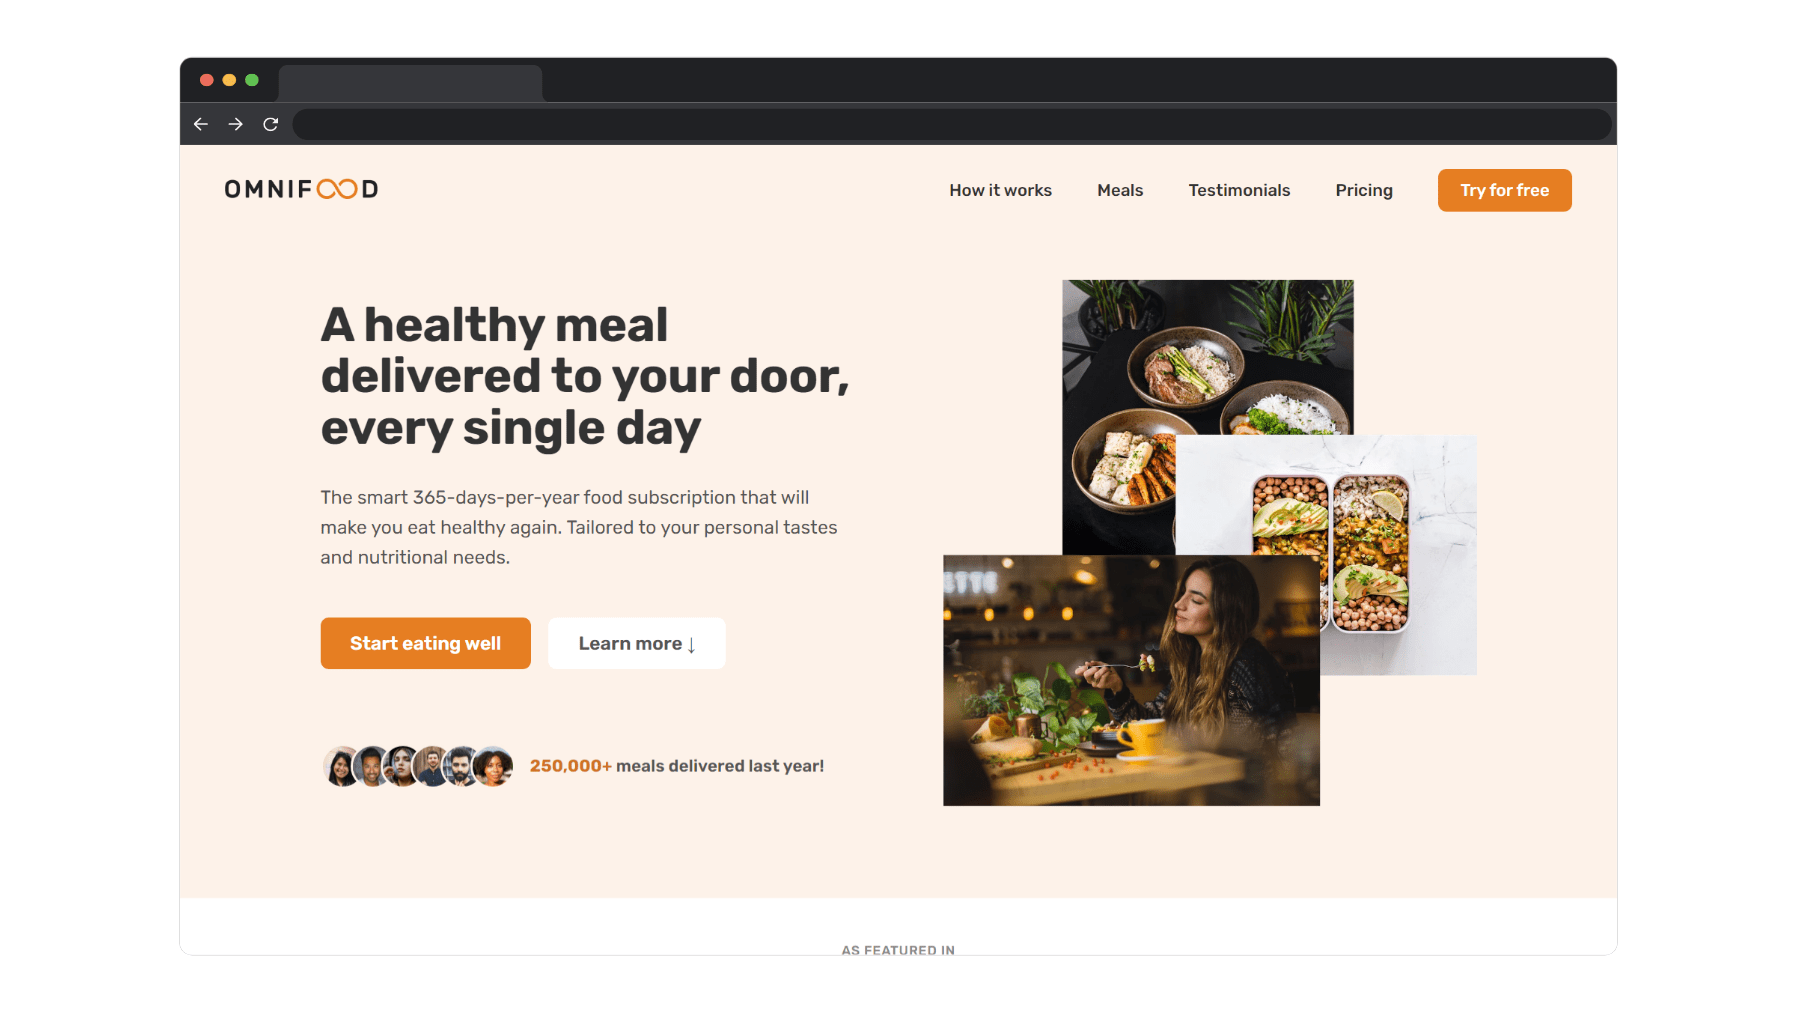 OMNIFOOD
How it works
Meals
Testimonials
Pricing
Try for free
A healthy meal
delivered to your door,
every single day
The smart 365-days-per-year food subscription that will
make you eat healthy again. Tailored to your personal tastes
and nutritional needs.
Start eating well
Learn more ↓
250,000+ meals delivered last year!
AS FEATURED IN